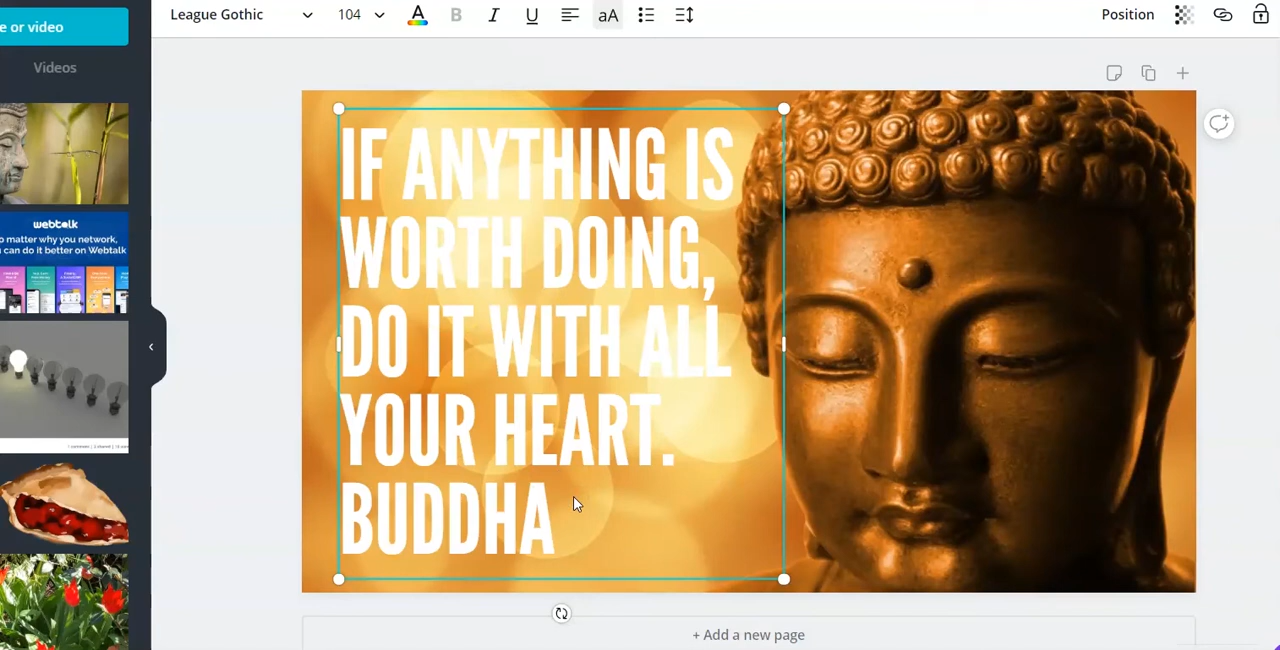 League Gothic 104 A B I U aA Position
e or video
Videos
webtalk
o matter why you network,
can do it better on Webtalk
IF ANYTHING IS
WORTH DOING,
DO IT WITH ALL
YOUR HEART.
BUDDHA
+ Add a new page